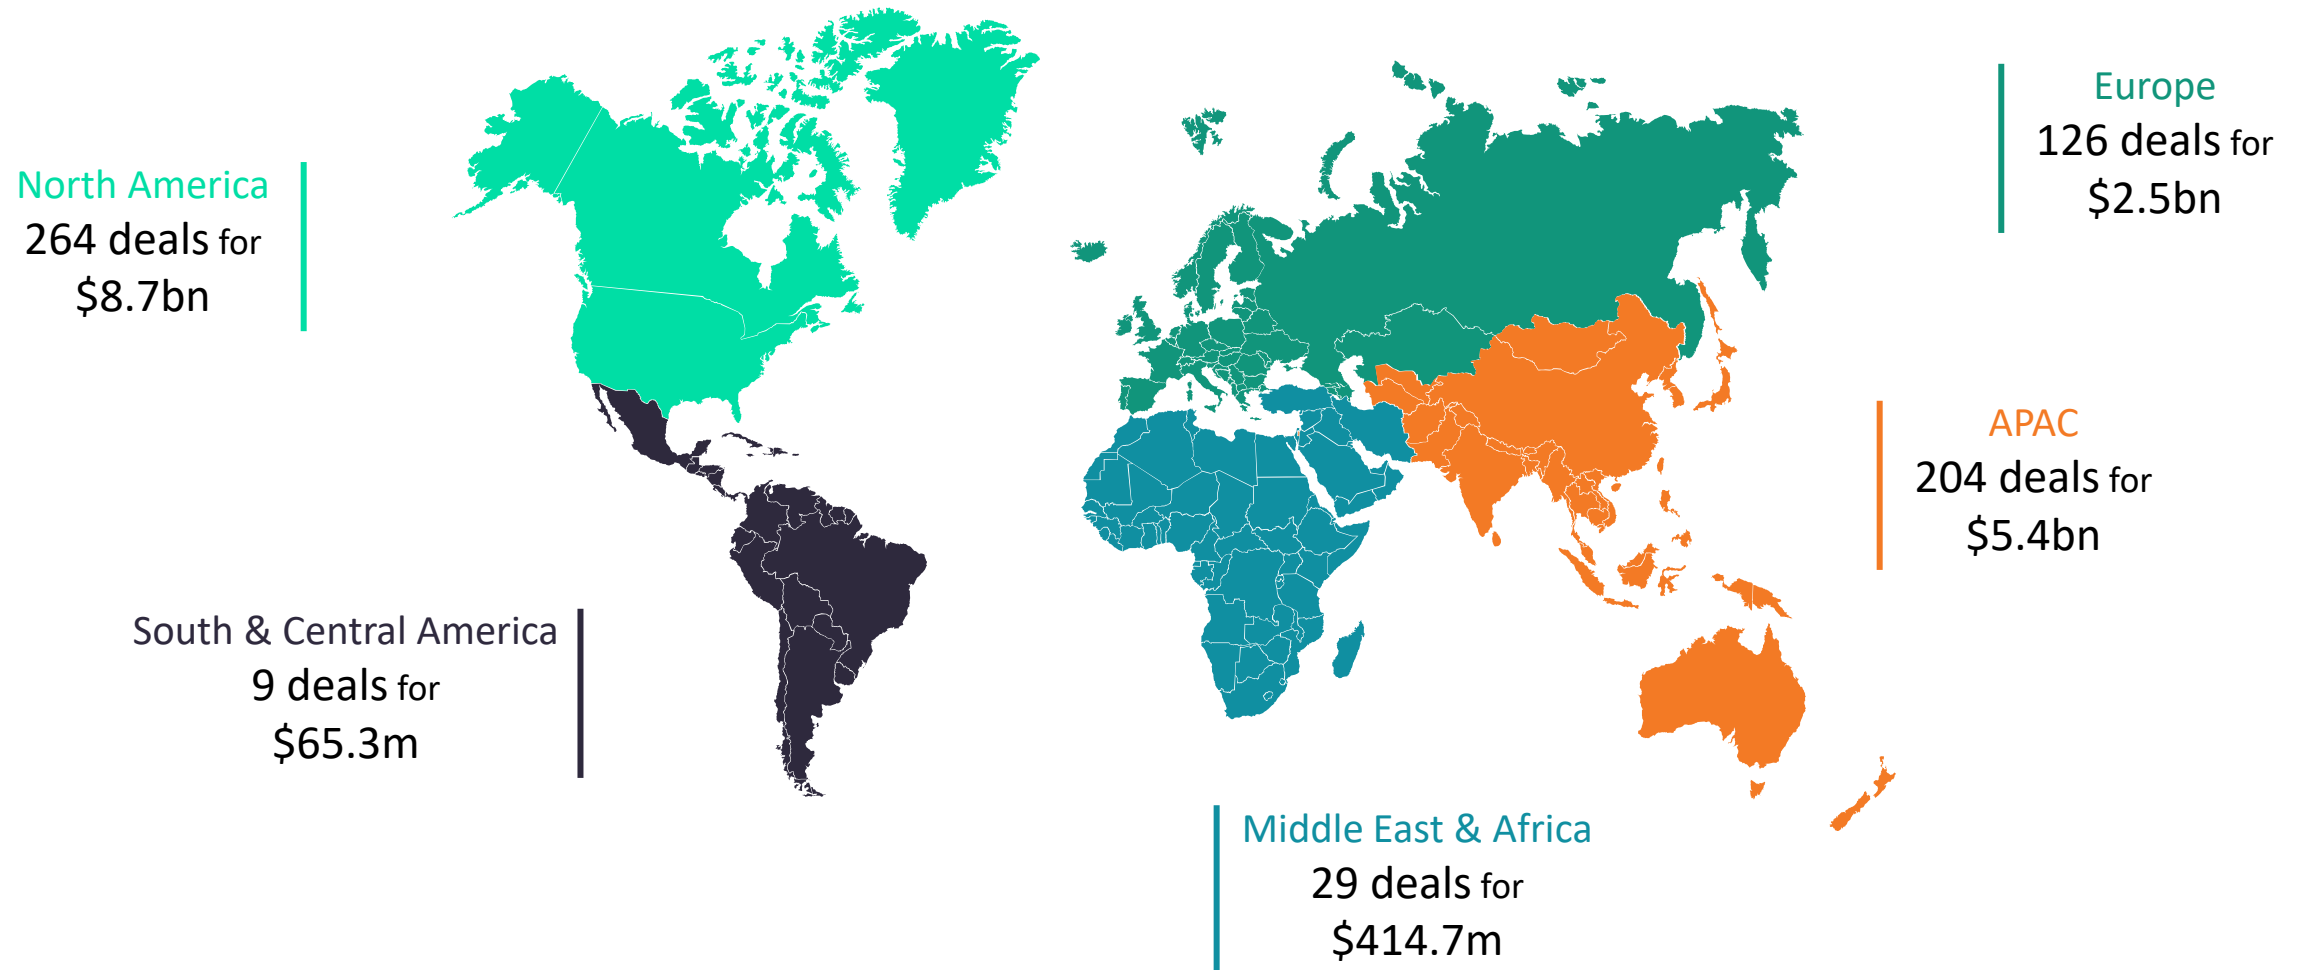 North America
264 deals for
$8.7bn
Europe
126 deals for
$2.5bn
APAC
204 deals for
$5.4bn
South & Central America
9 deals for
$65.3m
Middle East & Africa
29 deals for
$414.7m